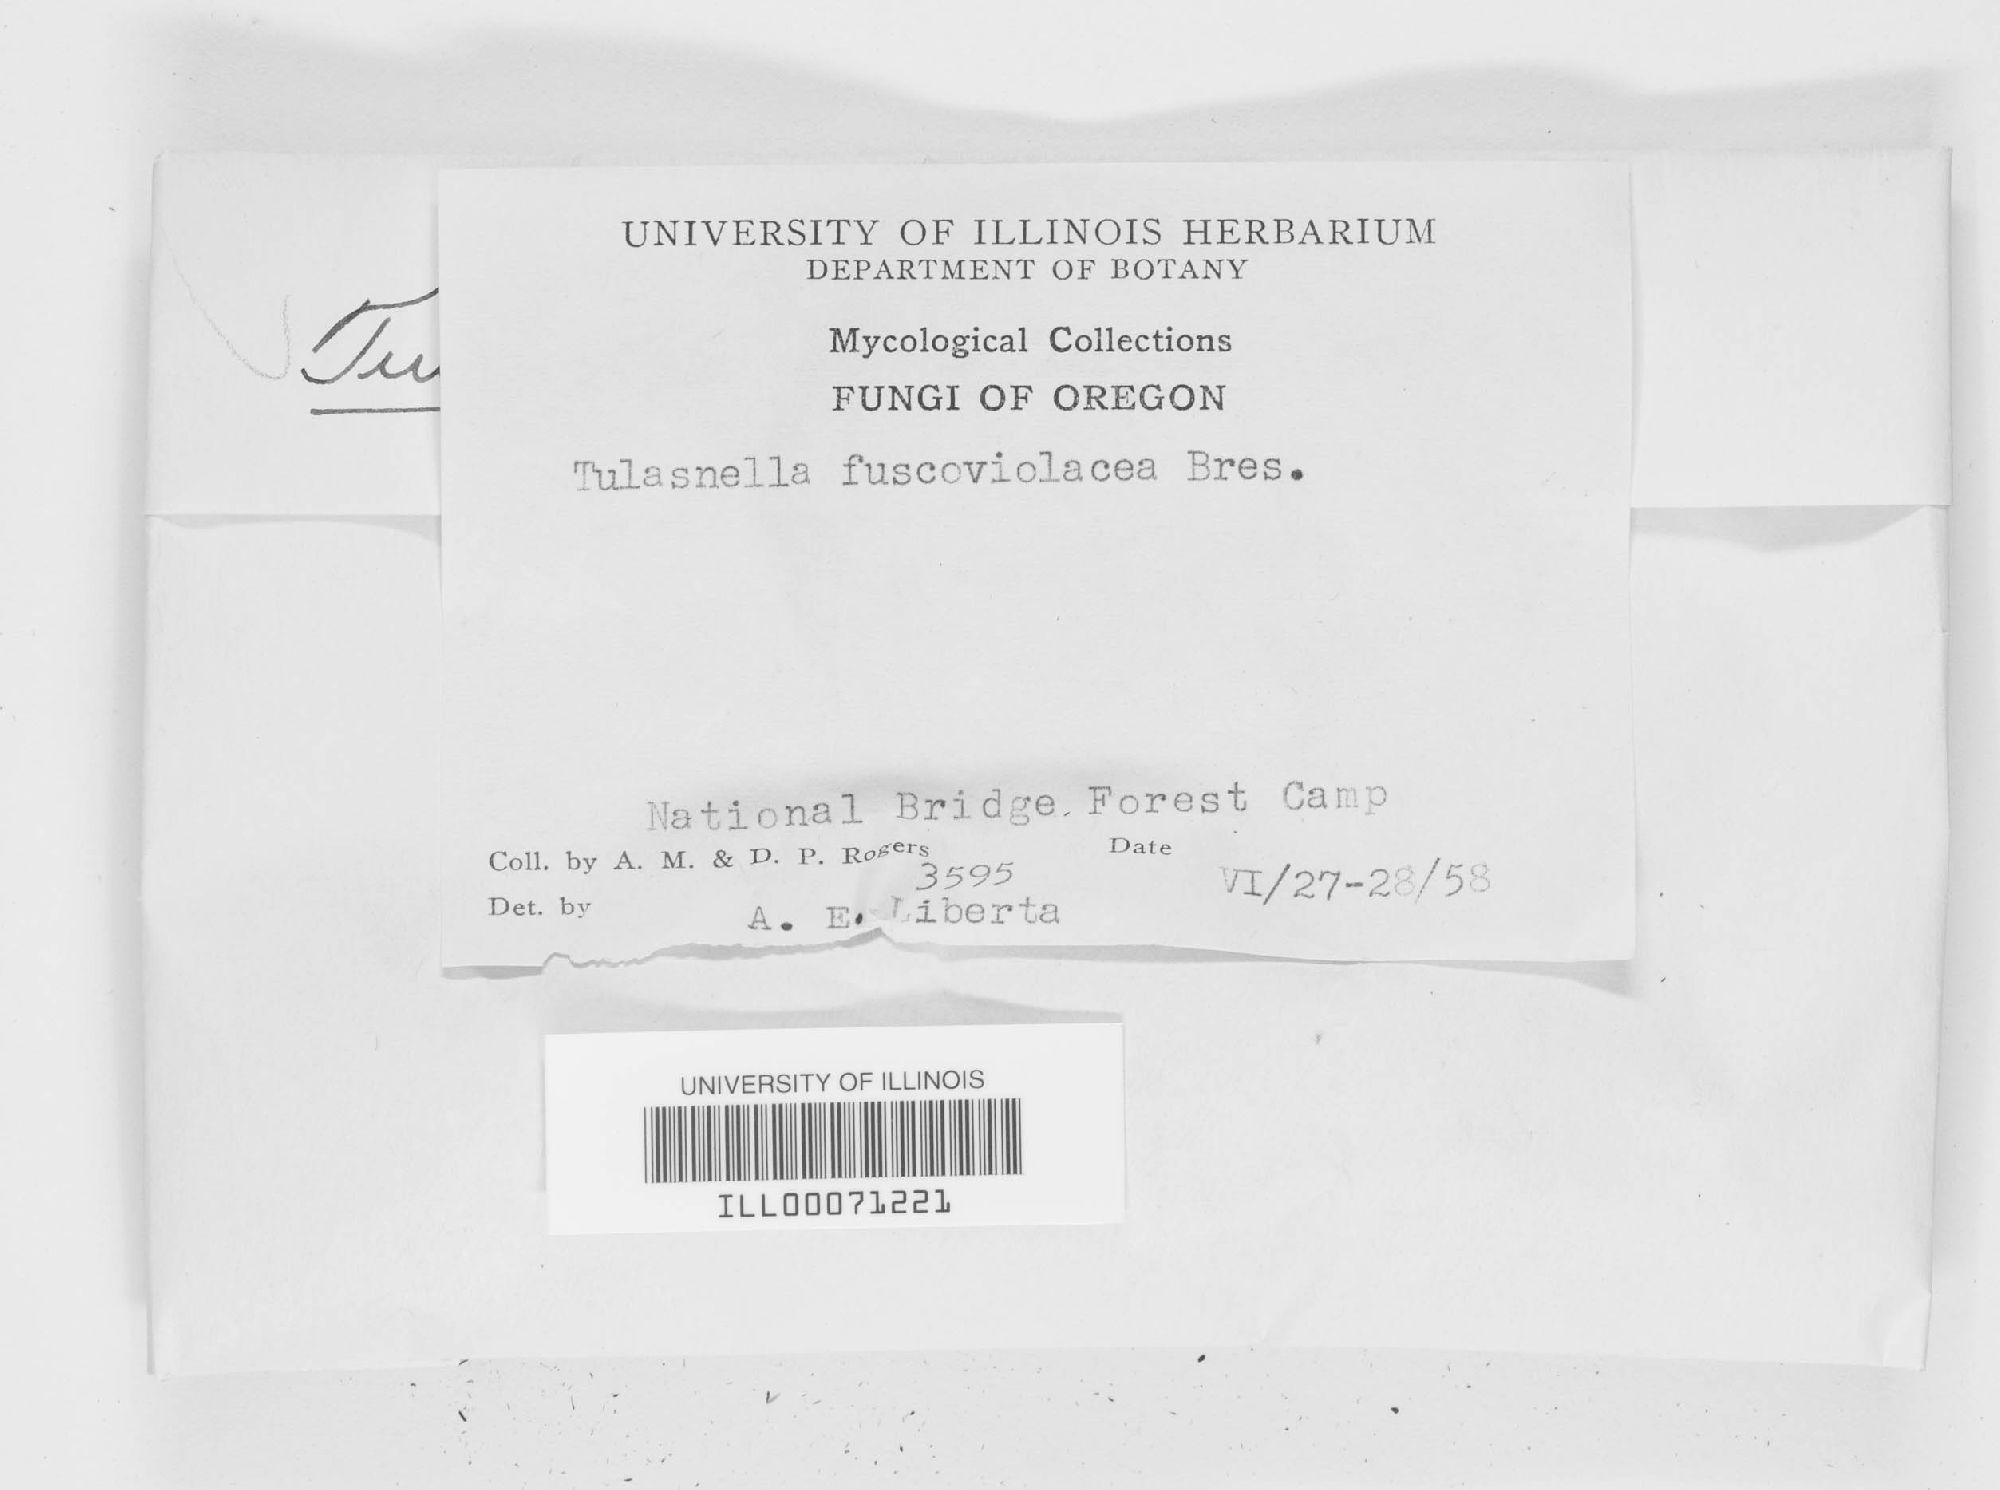 UNIVERSITY OF ILLINOIS HERBARIUM
DEPARTMENT OF BOTANY
Mycological Collections
FUNGI OF OREGON
Tu
Tulasnella fuscoviolacea Bres.
National Bridge. Forest Camp
Coll. by A. M. & D. P. Rogers Date
3595 VI/27-28/58
Det. by A. E. Liberta
UNIVERSITY OF ILLINOIS
ILL00071221